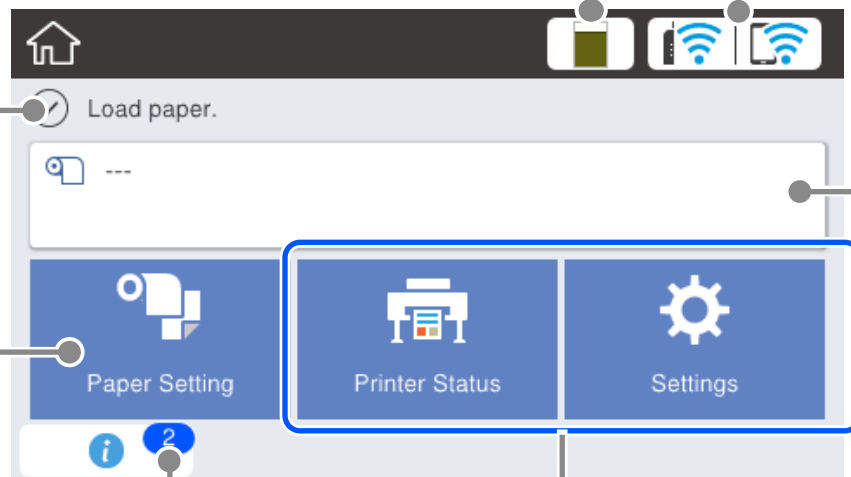 Load paper.
---
Paper Setting
Printer Status
Settings
i
2